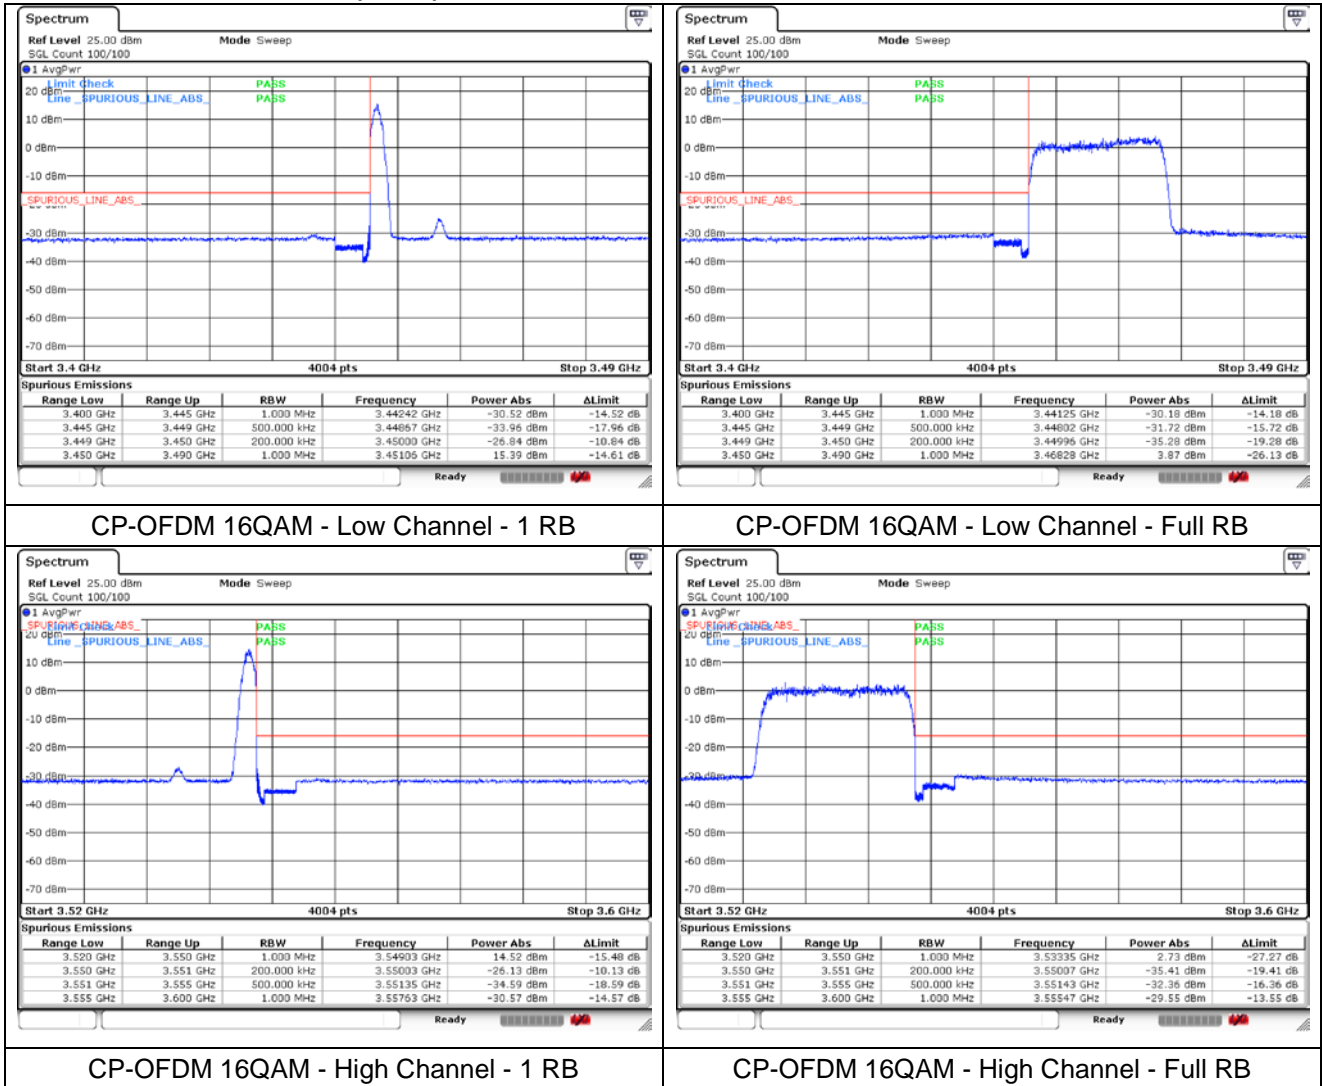 Spectrum
Ref Level 25.00 dBm Mode Sweep
SGL Count 100/100
1 AvgPwr
Limit Check PASS
20 dBm
Line _SPURIOUS_LINE_ABS_ PASS
10 dBm
0 dBm
-10 dBm
_SPURIOUS_LINE_ABS_
-20 dBm
-30 dBm
-40 dBm
-50 dBm
-60 dBm
-70 dBm
Start 3.4 GHz 4004 pts Stop 3.49 GHz
Spurious Emissions
Range Low Range Up RBW Frequency Power Abs ΔLimit
3.400 GHz 3.445 GHz 1.000 MHz 3.44242 GHz -30.52 dBm -14.52 dB
3.445 GHz 3.449 GHz 500.000 kHz 3.44867 GHz -33.96 dBm -17.96 dB
3.449 GHz 3.450 GHz 200.000 kHz 3.45000 GHz -26.84 dBm -10.84 dB
3.450 GHz 3.490 GHz 1.000 MHz 3.45106 GHz 15.39 dBm -14.61 dB
Ready
CP-OFDM 16QAM - Low Channel - 1 RB
Spectrum
Ref Level 25.00 dBm Mode Sweep
SGL Count 100/100
1 AvgPwr
Limit Check PASS
20 dBm
Line _SPURIOUS_LINE_ABS_ PASS
10 dBm
0 dBm
-10 dBm
_SPURIOUS_LINE_ABS_
-20 dBm
-30 dBm
-40 dBm
-50 dBm
-60 dBm
-70 dBm
Start 3.4 GHz 4004 pts Stop 3.49 GHz
Spurious Emissions
Range Low Range Up RBW Frequency Power Abs ΔLimit
3.400 GHz 3.445 GHz 1.000 MHz 3.44125 GHz -30.18 dBm -14.18 dB
3.445 GHz 3.449 GHz 500.000 kHz 3.44802 GHz -31.72 dBm -15.72 dB
3.449 GHz 3.450 GHz 200.000 kHz 3.44996 GHz -35.28 dBm -19.28 dB
3.450 GHz 3.490 GHz 1.000 MHz 3.46828 GHz 3.87 dBm -26.13 dB
Ready
CP-OFDM 16QAM - Low Channel - Full RB
Spectrum
Ref Level 25.00 dBm Mode Sweep
SGL Count 100/100
1 AvgPwr
_SPURIOUS_LINE_ABS_
Limit Check PASS
20 dBm
Line _SPURIOUS_LINE_ABS_ PASS
10 dBm
0 dBm
-10 dBm
-20 dBm
-30 dBm
-40 dBm
-50 dBm
-60 dBm
-70 dBm
Start 3.52 GHz 4004 pts Stop 3.6 GHz
Spurious Emissions
Range Low Range Up RBW Frequency Power Abs ΔLimit
3.520 GHz 3.550 GHz 1.000 MHz 3.54903 GHz 14.52 dBm -15.48 dB
3.550 GHz 3.551 GHz 200.000 kHz 3.55003 GHz -26.13 dBm -10.13 dB
3.551 GHz 3.555 GHz 500.000 kHz 3.55135 GHz -34.59 dBm -18.59 dB
3.555 GHz 3.600 GHz 1.000 MHz 3.55763 GHz -30.57 dBm -14.57 dB
Ready
CP-OFDM 16QAM - High Channel - 1 RB
Spectrum
Ref Level 25.00 dBm Mode Sweep
SGL Count 100/100
1 AvgPwr
_SPURIOUS_LINE_ABS_
Limit Check PASS
20 dBm
Line _SPURIOUS_LINE_ABS_ PASS
10 dBm
0 dBm
-10 dBm
-20 dBm
-30 dBm
-40 dBm
-50 dBm
-60 dBm
-70 dBm
Start 3.52 GHz 4004 pts Stop 3.6 GHz
Spurious Emissions
Range Low Range Up RBW Frequency Power Abs ΔLimit
3.520 GHz 3.550 GHz 1.000 MHz 3.53335 GHz 2.73 dBm -27.27 dB
3.550 GHz 3.551 GHz 200.000 kHz 3.55007 GHz -35.41 dBm -19.41 dB
3.551 GHz 3.555 GHz 500.000 kHz 3.55143 GHz -32.36 dBm -16.36 dB
3.555 GHz 3.600 GHz 1.000 MHz 3.55547 GHz -29.55 dBm -13.55 dB
Ready
CP-OFDM 16QAM - High Channel - Full RB